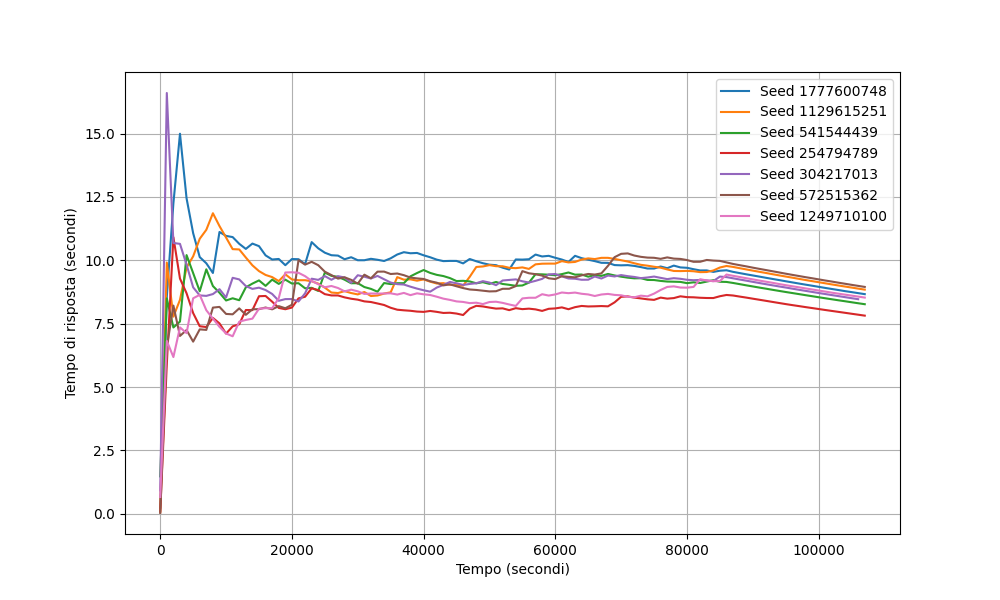 Tempo di risposta (secondi)
15.0
12.5
10.0
7.5
5.0
2.5
0.0
Seed 1777600748
Seed 1129615251
Seed 541544439
Seed 254794789
Seed 304217013
Seed 572515362
Seed 1249710100
0 20000 40000 60000 80000 100000
Tempo (secondi)